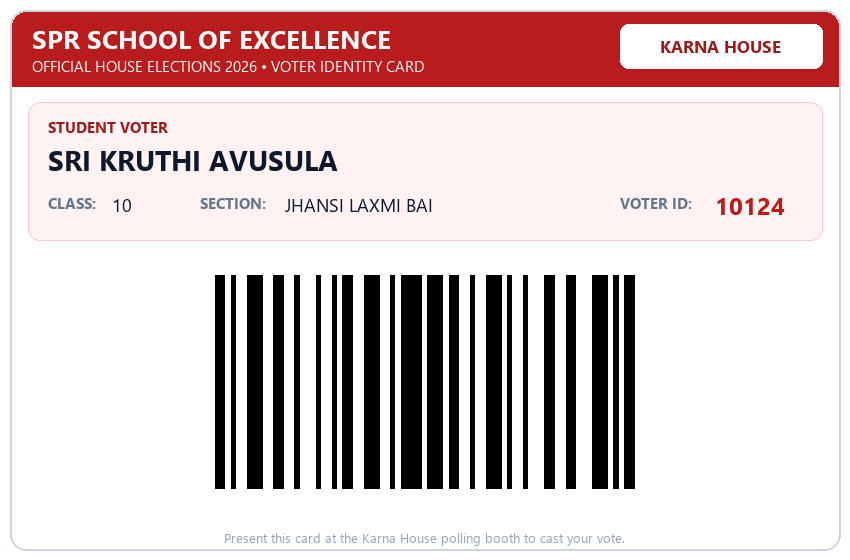 SPR SCHOOL OF EXCELLENCE
OFFICIAL HOUSE ELECTIONS 2026 • VOTER IDENTITY CARD
KARNA HOUSE
STUDENT VOTER
SRI KRUTHI AVUSULA
CLASS: 10 SECTION: JHANSI LAXMI BAI VOTER ID: 10124
Present this card at the Karna House polling booth to cast your vote.